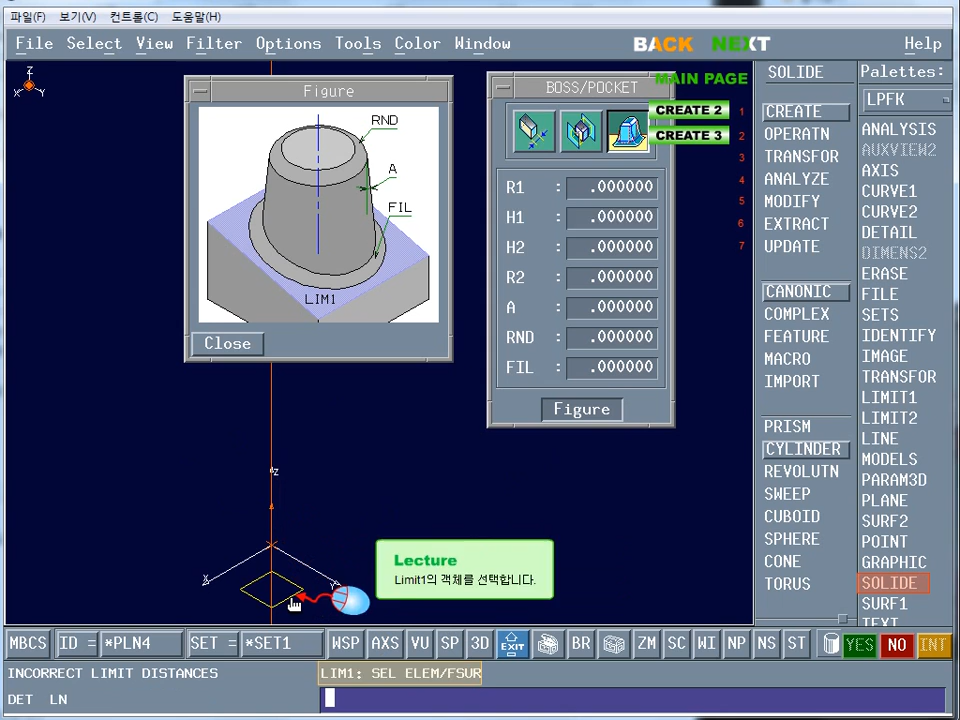 파일(F) 보기(V) 컨트롤(C) 도움말(H)
File Select View Filter Options Tools Color Window BACK NEXT Help
Z
X Y
Figure
RND
A
FIL
LIM1
Close
BOSS/POCKET
MAIN PAGE
CREATE 2
CREATE 3
R1 : .000000
H1 : .000000
H2 : .000000
R2 : .000000
A : .000000
RND : .000000
FIL : .000000
Figure
1
2
3
4
5
6
7
SOLIDE
CREATE
OPERATN
TRANSFOR
ANALYZE
MODIFY
EXTRACT
UPDATE
CANONIC
COMPLEX
FEATURE
MACRO
IMPORT
PRISM
CYLINDER
REVOLUTN
SWEEP
CUBOID
SPHERE
CONE
TORUS
Palettes:
LPFK
ANALYSIS
AUXVIEW2
AXIS
CURVE1
CURVE2
DETAIL
DIMENS2
ERASE
FILE
SETS
IDENTIFY
IMAGE
TRANSFOR
LIMIT1
LIMIT2
LINE
MODELS
PARAM3D
PLANE
SURF2
POINT
GRAPHIC
SOLIDE
SURF1
TEXT
Z
X
Y
Lecture
Limit1의 객체를 선택합니다.
MBCS ID = *PLN4 SET = *SET1 WSP AXS VU SP 3D EXIT BR ZM SC WI NP NS ST YES NO INT
INCORRECT LIMIT DISTANCES LIM1: SEL ELEM/FSUR
DET LN